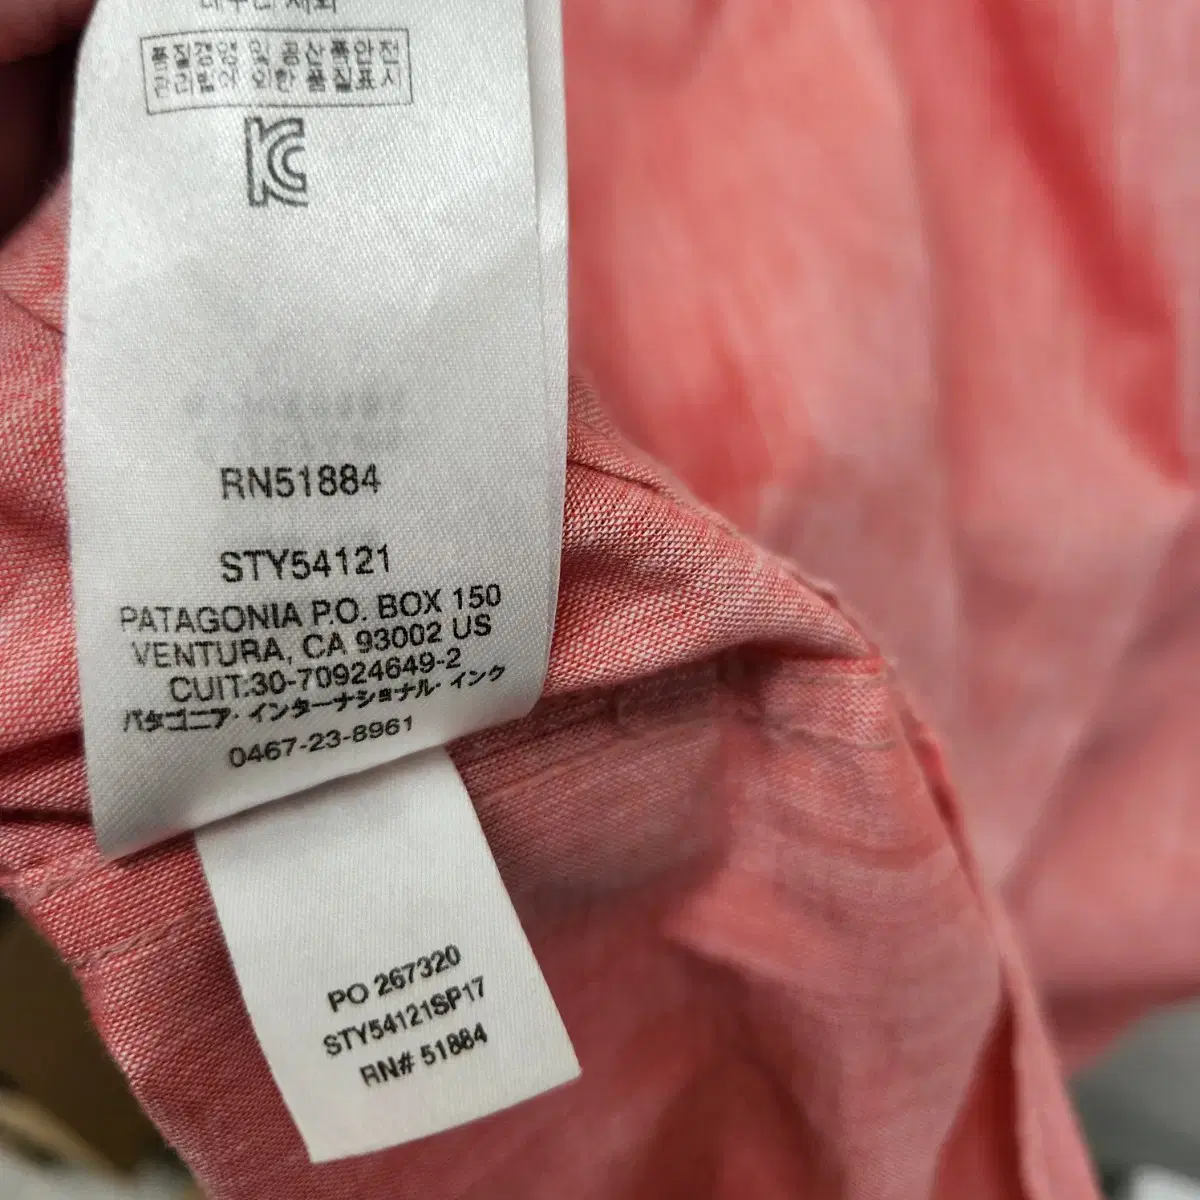 품질경영 및 공산품안전
관리법에 의한 품질표시
RN51884
STY54121
PATAGONIA P.O. BOX 150
VENTURA, CA 93002 US
CUIT:30-70924649-2
パタゴニア・インターナショナル・インク
0467-23-8961
PO 267320
STY54121SP17
RN# 51884